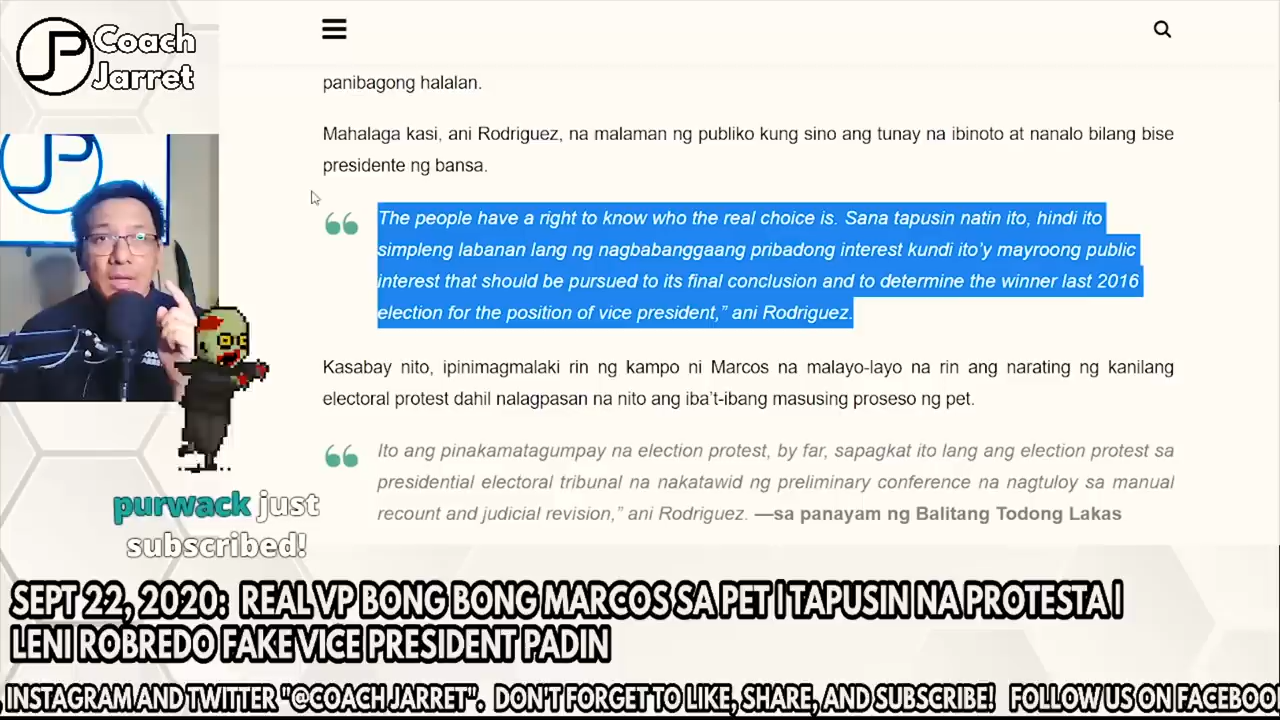 Coach
Jarret
panibagong halalan.
Mahalaga kasi, ani Rodriguez, na malaman ng publiko kung sino ang tunay na ibinoto at nanalo bilang bise
presidente ng bansa.
The people have a right to know who the real choice is. Sana tapusin natin ito, hindi ito
simpleng labanan lang ng nagbabanggaang pribadong interest kundi ito'y mayroong public
interest that should be pursued to its final conclusion and to determine the winner last 2016
election for the position of vice president,” ani Rodriguez.
Kasabay nito, ipinimagmalaki rin ng kampo ni Marcos na malayo-layo na rin ang narating ng kanilang
electoral protest dahil nalagpasan na nito ang iba't-ibang masusing proseso ng pet.
Ito ang pinakamatagumpay na election protest, by far, sapagkat ito lang ang election protest sa
presidential electoral tribunal na nakatawid ng preliminary conference na nagtuloy sa manual
recount and judicial revision,” ani Rodriguez. —sa panayam ng Balitang Todong Lakas
purwack just
subscribed!
SEPT 22, 2020: REAL VP BONG BONG MARCOS SA PET | TAPUSIN NA PROTESTA |
LENI ROBREDO FAKE VICE PRESIDENT PADIN
, INSTAGRAM AND TWITTER "@COACH JARRET". DON'T FORGET TO LIKE, SHARE, AND SUBSCRIBE! FOLLOW US ON FACEBOO